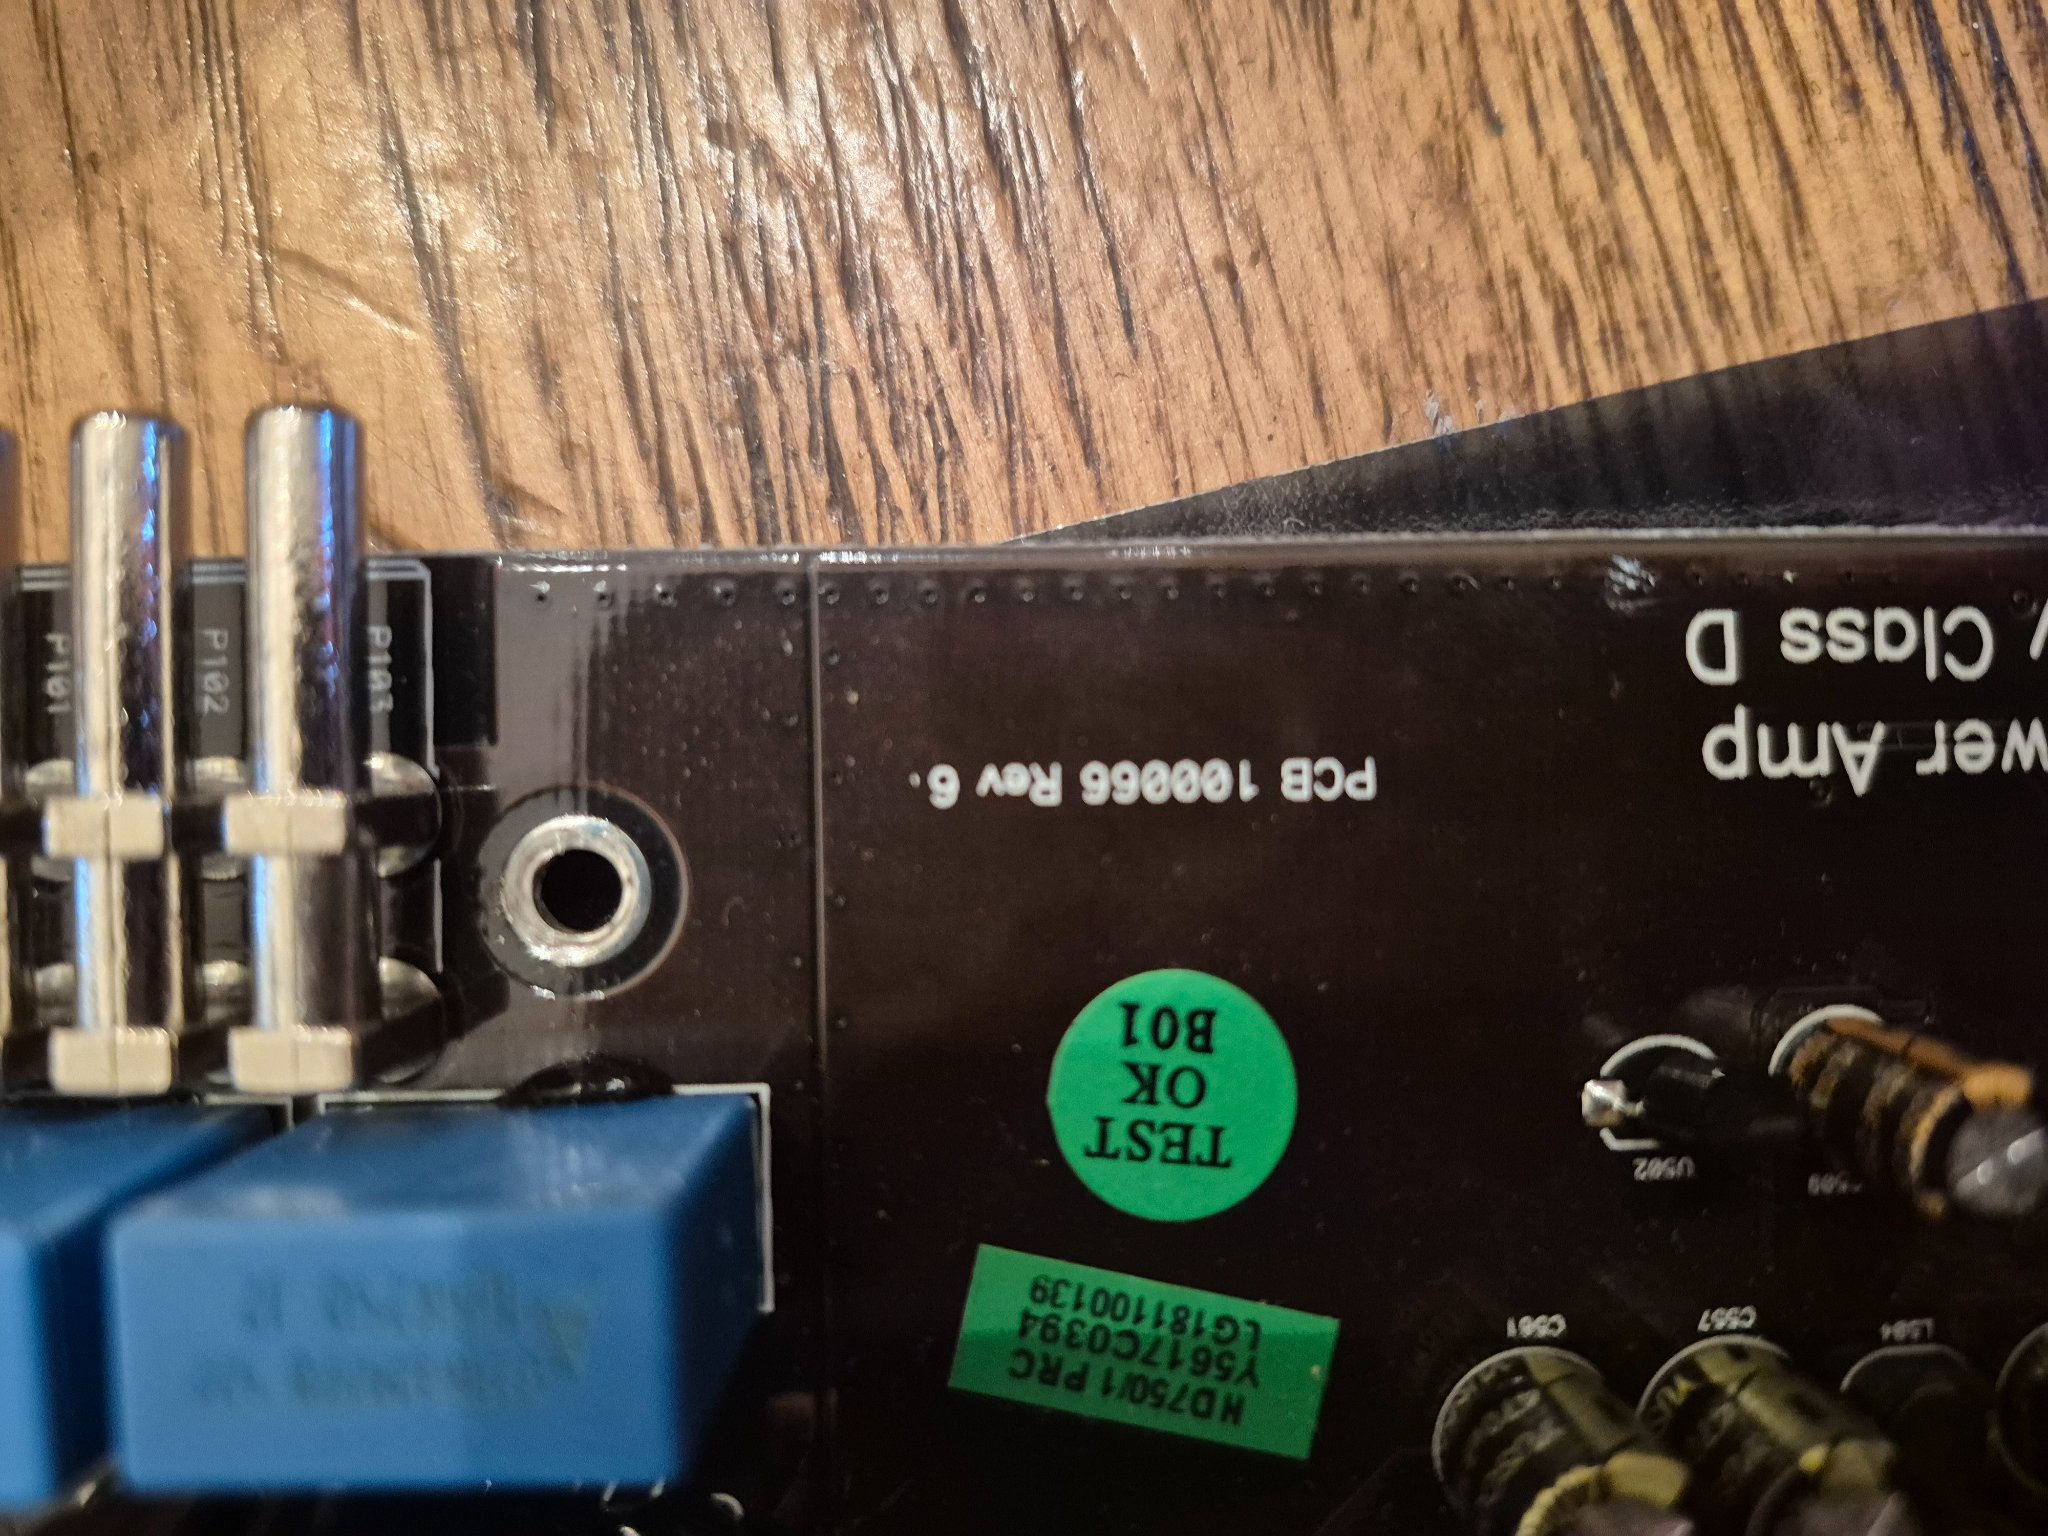 y Class D
wer Amp
PCB 100066 Rev 6.
P101
P102
P103
TEST
OK
B01
HD750/1 PRC
Y5617C0394
LG181100139
U502
C561
C557
L504